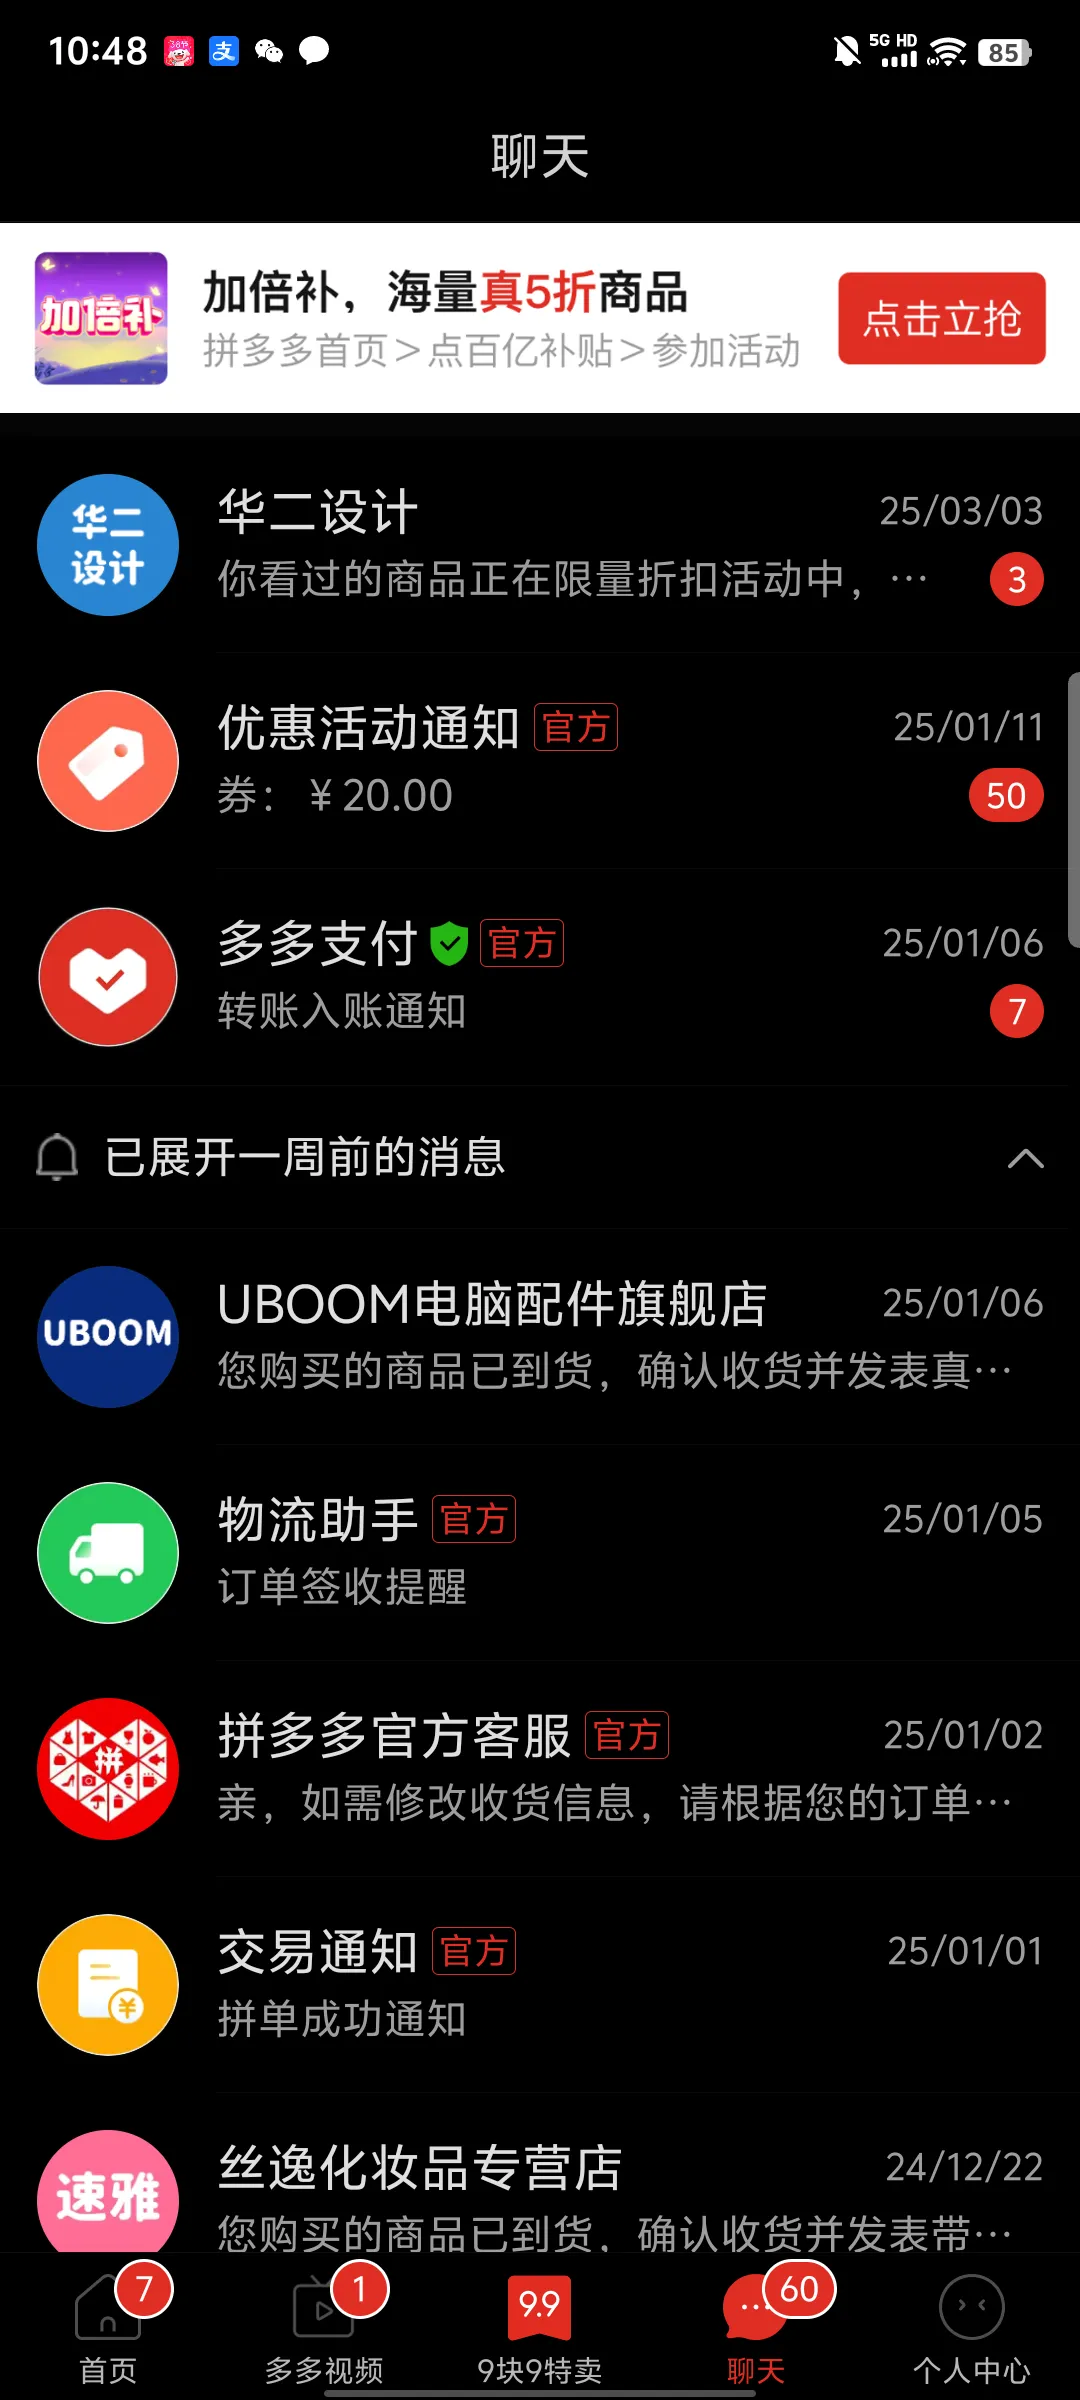 10:48
5G HD
85
聊天
加倍补
加倍补，海量真5折商品
拼多多首页>点百亿补贴>参加活动
点击立抢
华二
设计
华二设计
25/03/03
你看过的商品正在限量折扣活动中，…
3
优惠活动通知 官方
25/01/11
券：￥20.00
50
多多支付 官方
25/01/06
转账入账通知
7
已展开一周前的消息
UBOOM
UBOOM电脑配件旗舰店
25/01/06
您购买的商品已到货，确认收货并发表真…
物流助手 官方
25/01/05
订单签收提醒
拼
拼多多官方客服 官方
25/01/02
亲，如需修改收货信息，请根据您的订单…
交易通知 官方
25/01/01
拼单成功通知
速雅
丝逸化妆品专营店
24/12/22
您购买的商品已到货，确认收货并发表带…
7
1
9.9
60
首页
多多视频
9块9特卖
聊天
个人中心